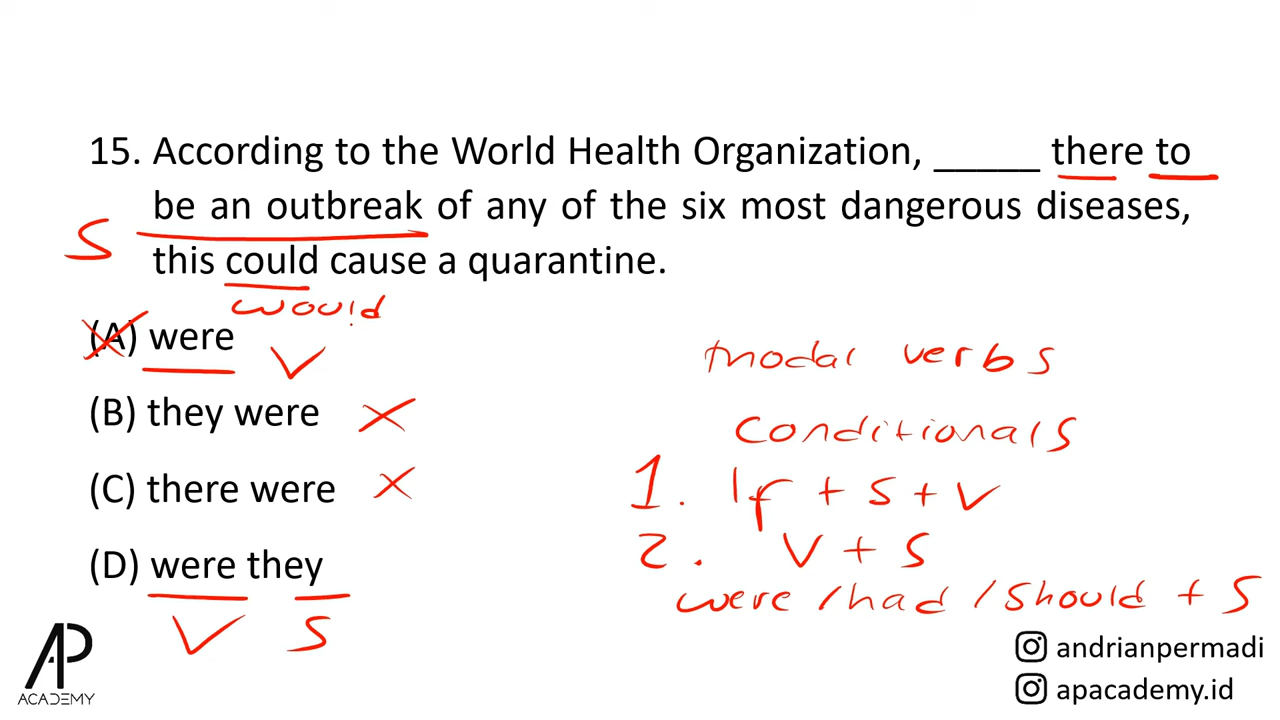 15. According to the World Health Organization, _____ there to
be an outbreak of any of the six most dangerous diseases,
S
this could cause a quarantine.
would
(A) were
V
modal verbs
(B) they were
conditionals
(C) there were
1. If + S + V
2. V + S
(D) were they
were / had / should + S
V S
AP
ACADEMY
andrianpermadi
apacademy.id